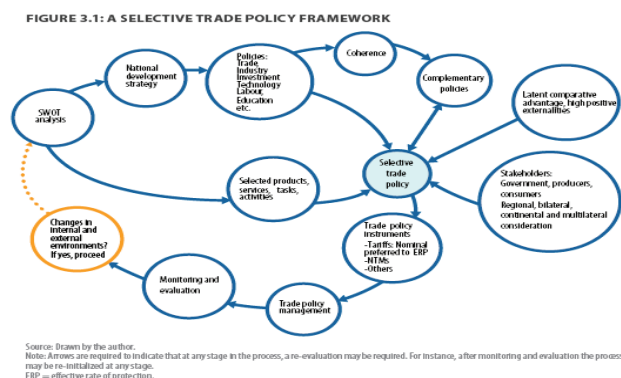 FIGURE 3.1: A SELECTIVE TRADE POLICY FRAMEWORK
SWOT
analysis
National
development
strategy
Policies:
Trade,
Industry
Investment
Technology
Labour,
Education
etc.
Coherence
Complementary
policies
Latent comparative
advantage, high positive
externalities
Selective
trade
policy
Selected products,
services, tasks,
activities
Stakeholders:
Government, producers,
consumers
Regional, bilateral,
continental and multilateral
consideration
Changes in
internal and
external
environments?
If yes, proceed
Trade policy
instruments
-Tariffs: Nominal
preferred to ERP
-NTMs
-Others
Monitoring and
evaluation
Trade policy
management
Source: Drawn by the author.
Note: Arrows are required to indicate that at any stage in the process, a re-evaluation may be required. For instance, after monitoring and evaluation the process
may be re-initialized at any stage.
ERP = effective rate of protection.